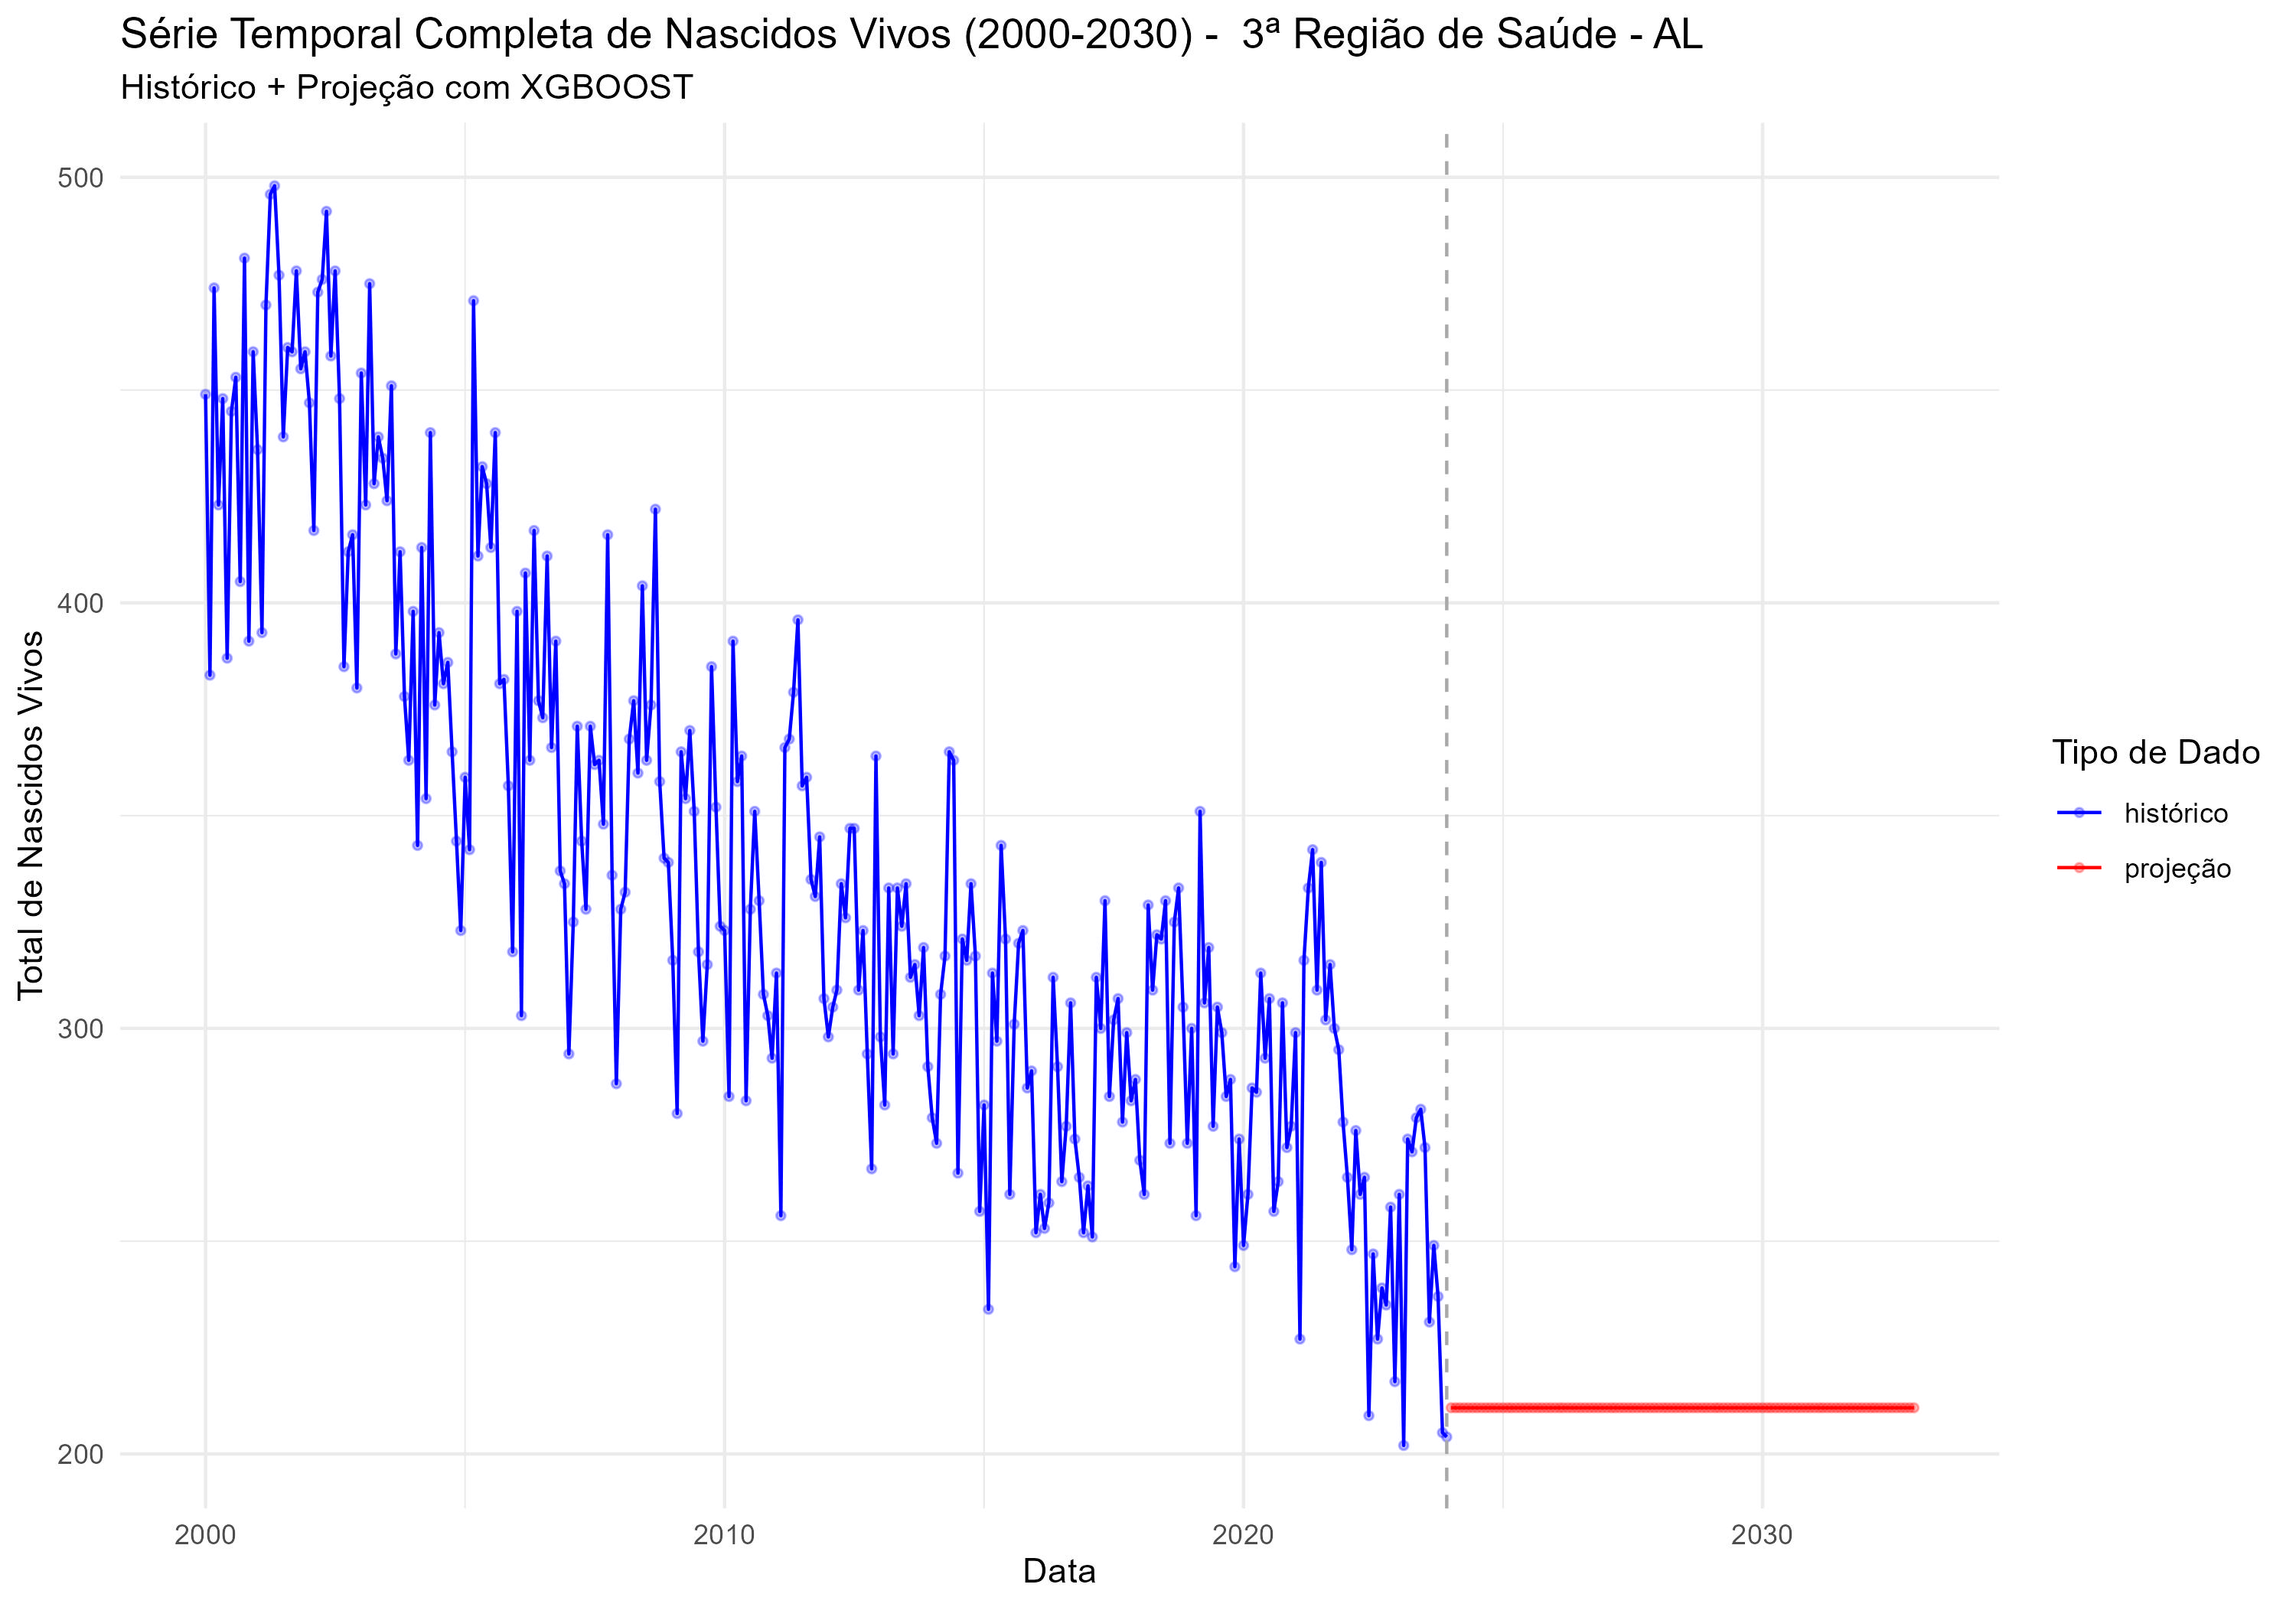 Série Temporal Completa de Nascidos Vivos (2000-2030) -  3ª Região de Saúde - AL
Histórico + Projeção com XGBOOST
Total de Nascidos Vivos
500
400
300
200
2000
2010
2020
2030
Data
Tipo de Dado
histórico
projeção